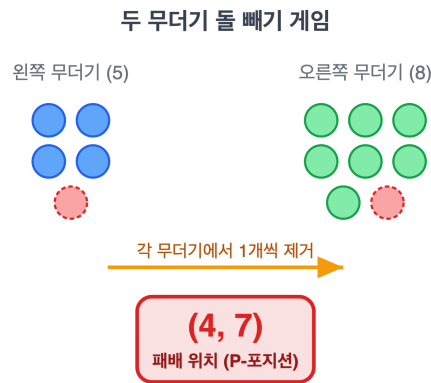 두 무더기 돌 빼기 게임
왼쪽 무더기 (5)
오른쪽 무더기 (8)
각 무더기에서 1개씩 제거
(4, 7)
패배 위치 (P-포지션)